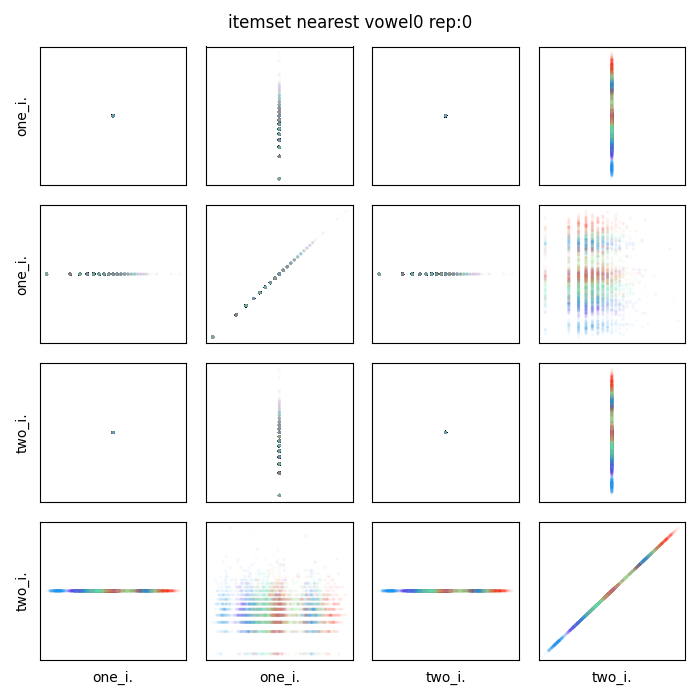 itemset nearest vowel0 rep:0
one_i.
one_i.
two_i.
two_i.
one_i. one_i. two_i. two_i.